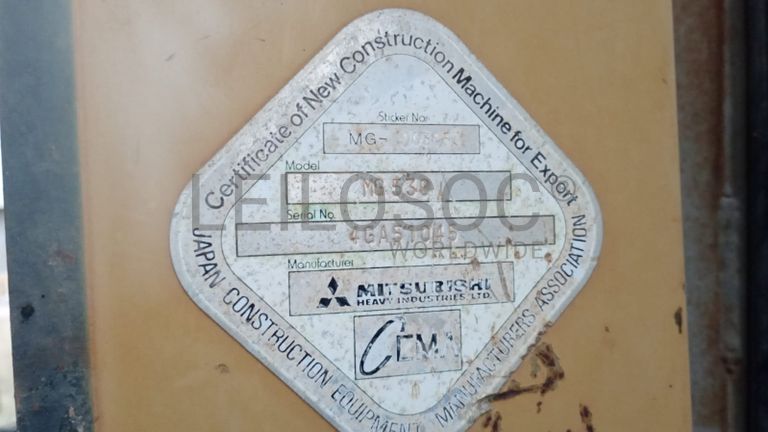 Certificate of New Construction Machine for Export
Sticker No.
MG-
Model
MG530
Serial No.
4GA51045
Manufacturer
MITSUBISHI
HEAVY INDUSTRIES, LTD.
CEMA
JAPAN CONSTRUCTION EQUIPMENT MANUFACTURERS ASSOCIATION
LEILOSOC®
WORLDWIDE